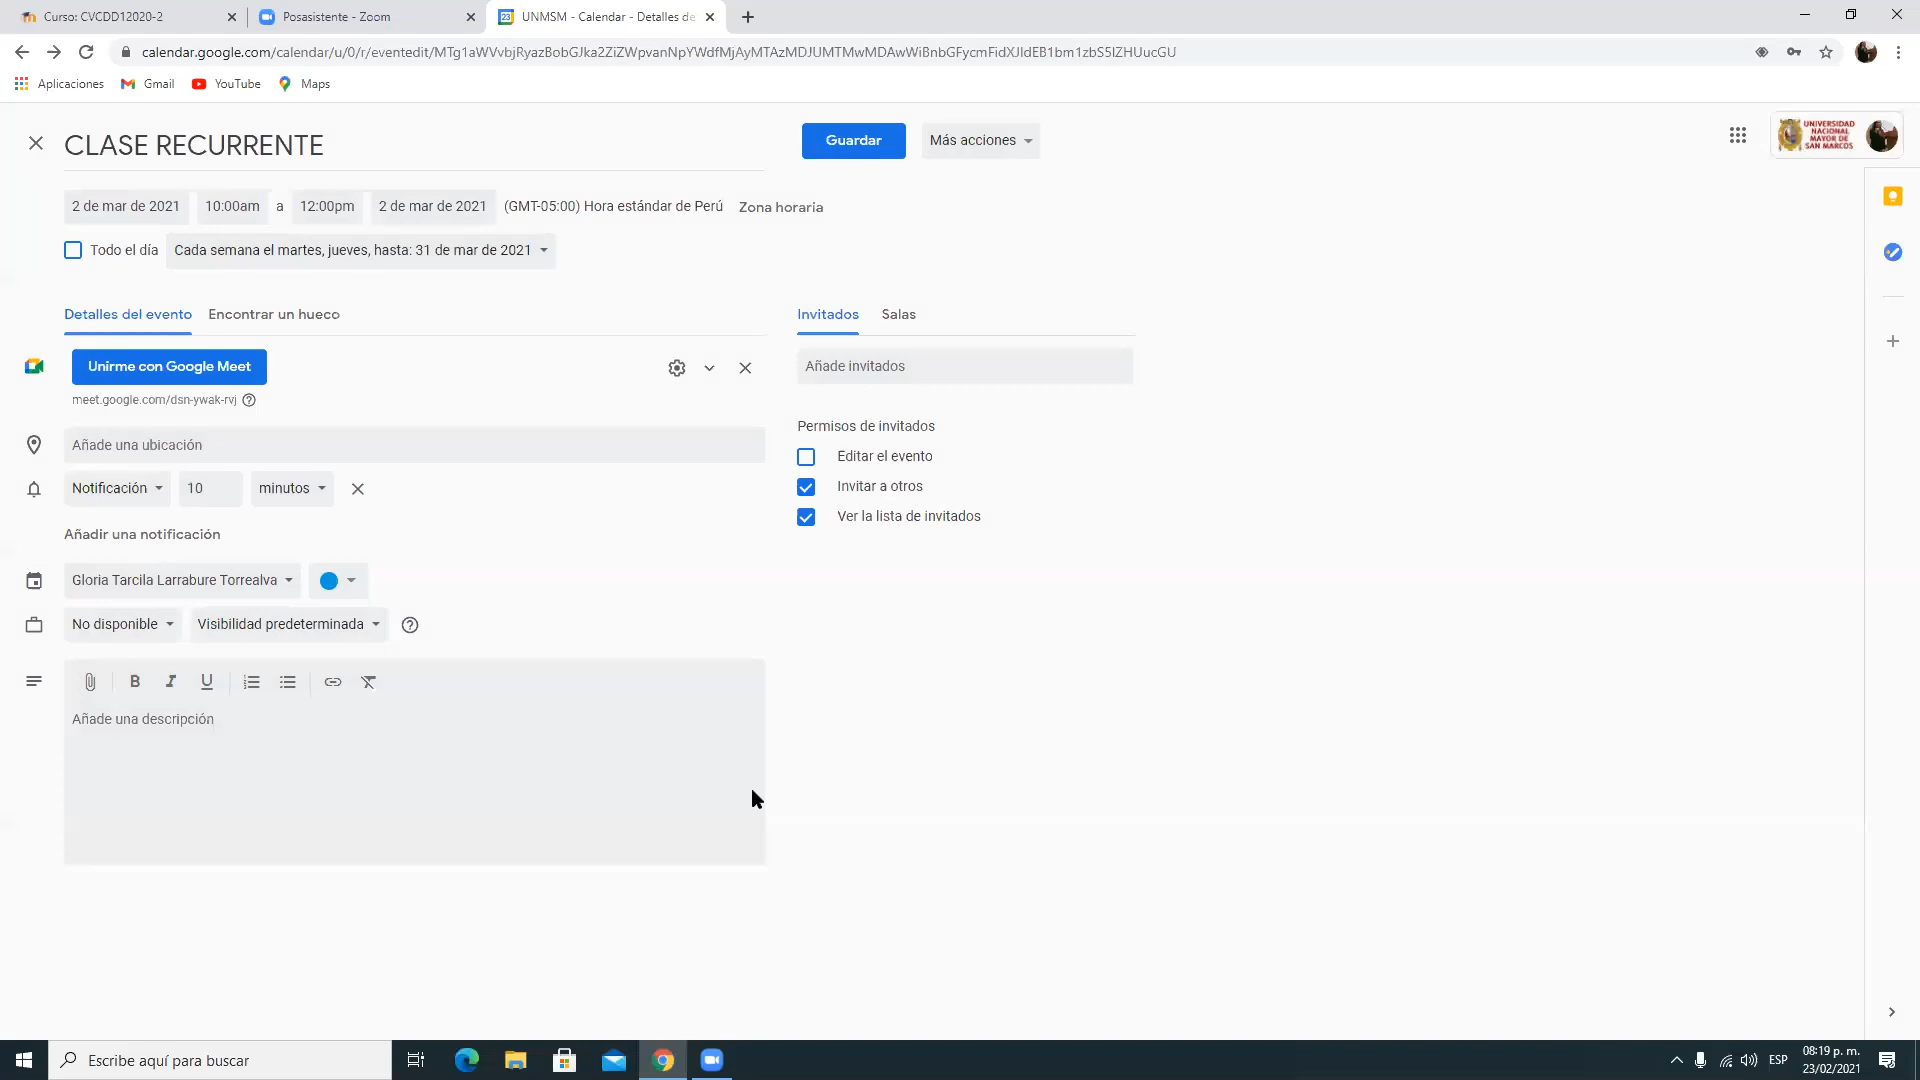 Curso: CVCDD12020-2
Posasistente - Zoom
UNMSM - Calendar - Detalles de
calendar.google.com/calendar/u/0/r/eventedit/MTg1aWVvbjRyazBobGJka2ZiZWpvanNpYWdfMjAyMTAzMDJUMTMwMDAwWiBnbGFycmFidXJldEB1bm1zbS5lZHUucGU
Aplicaciones
Gmail
YouTube
Maps
CLASE RECURRENTE
Guardar
Más acciones
UNIVERSIDAD
NACIONAL
MAYOR DE
SAN MARCOS
2 de mar de 2021
10:00am
a
12:00pm
2 de mar de 2021
(GMT-05:00) Hora estándar de Perú
Zona horaria
Todo el día
Cada semana el martes, jueves, hasta: 31 de mar de 2021
Detalles del evento
Encontrar un hueco
Invitados
Salas
Unirme con Google Meet
Añade invitados
meet.google.com/dsn-ywak-rvj
Permisos de invitados
Añade una ubicación
Editar el evento
Notificación
10
minutos
Invitar a otros
Ver la lista de invitados
Añadir una notificación
Gloria Tarcila Larrabure Torrealva
No disponible
Visibilidad predeterminada
B I U
Añade una descripción
Escribe aquí para buscar
ESP
08:19 p. m.
23/02/2021